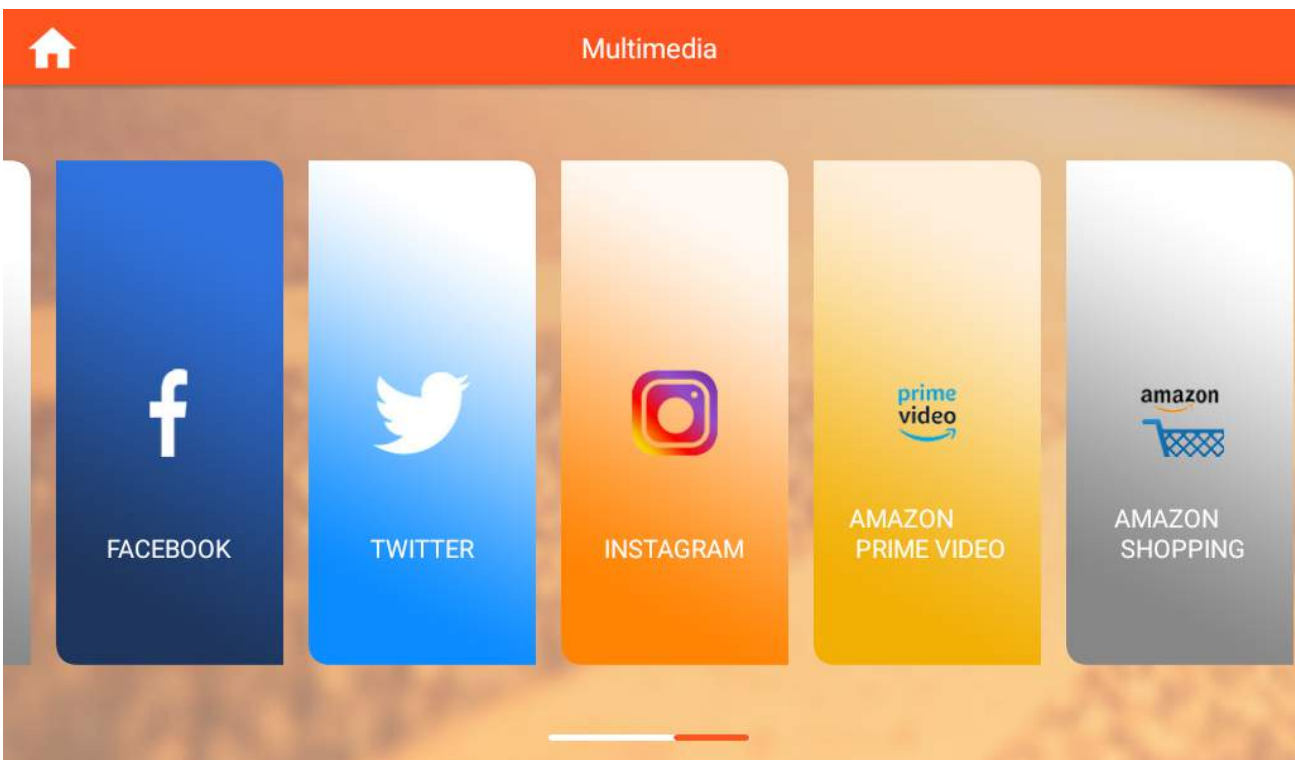 Multimedia
f
FACEBOOK
TWITTER
INSTAGRAM
prime
video
AMAZON
PRIME VIDEO
amazon
AMAZON
SHOPPING